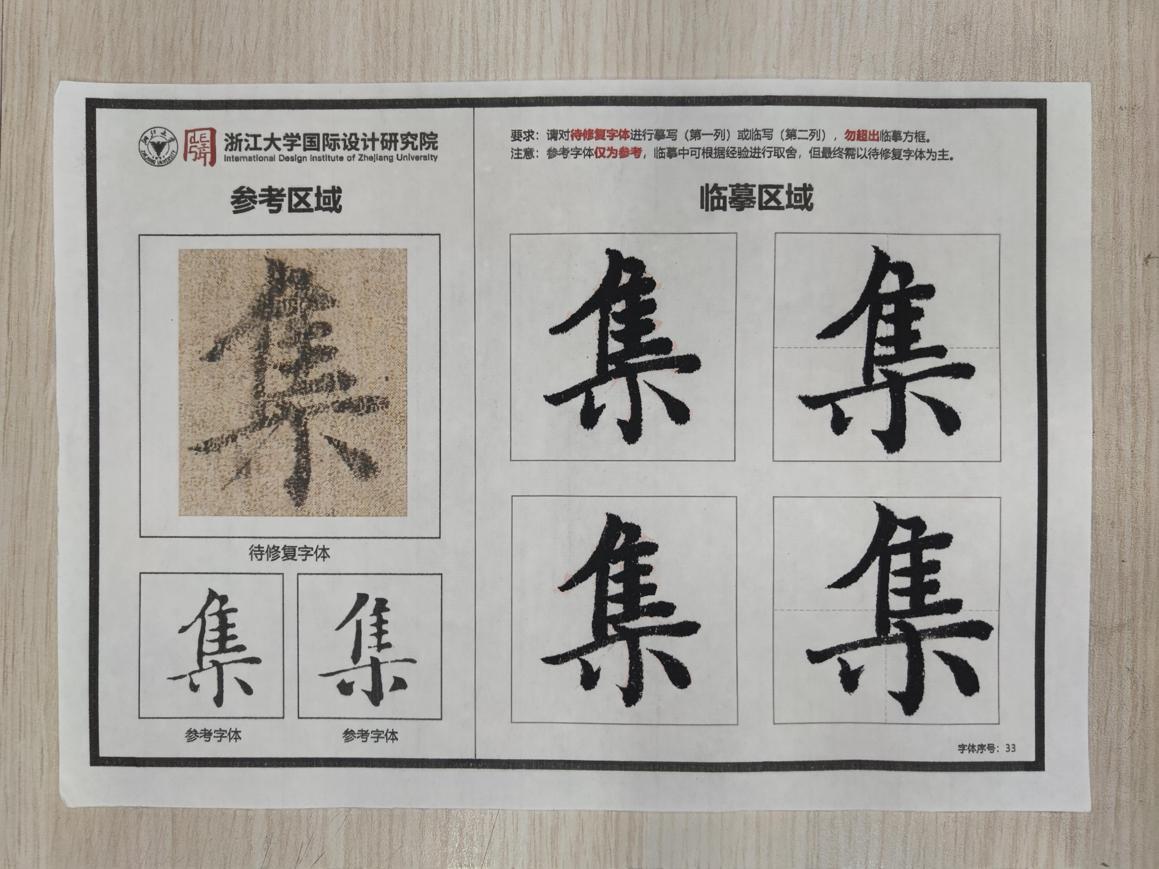 浙江大学国际设计研究院
International Design Institute of Zhejiang University
参考区域
集
待修复字体
集
集
参考字体
参考字体
要求：请对待修复字体进行摹写（第一列）或临写（第二列），勿超出临摹方框。
注意：参考字体仅为参考，临摹中可根据经验进行取舍，但最终需以待修复字体为主。
临摹区域
集
集
集
集
字体序号：33